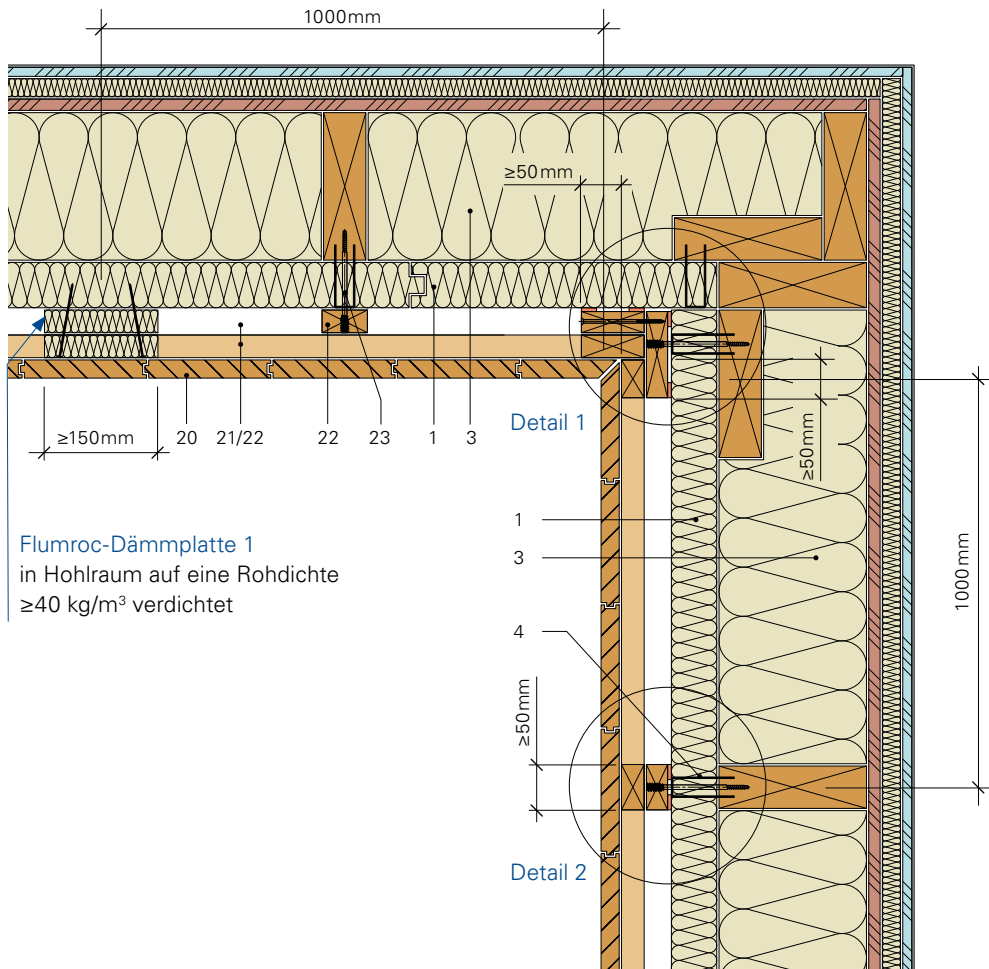 1000mm
≥50mm
≥150mm
20
21/22
22
23
1
3
Detail 1
≥50mm
Flumroc-Dämmplatte 1
in Hohlraum auf eine Rohdichte
≥40 kg/m³ verdichtet
1
3
1000mm
4
≥50mm
Detail 2